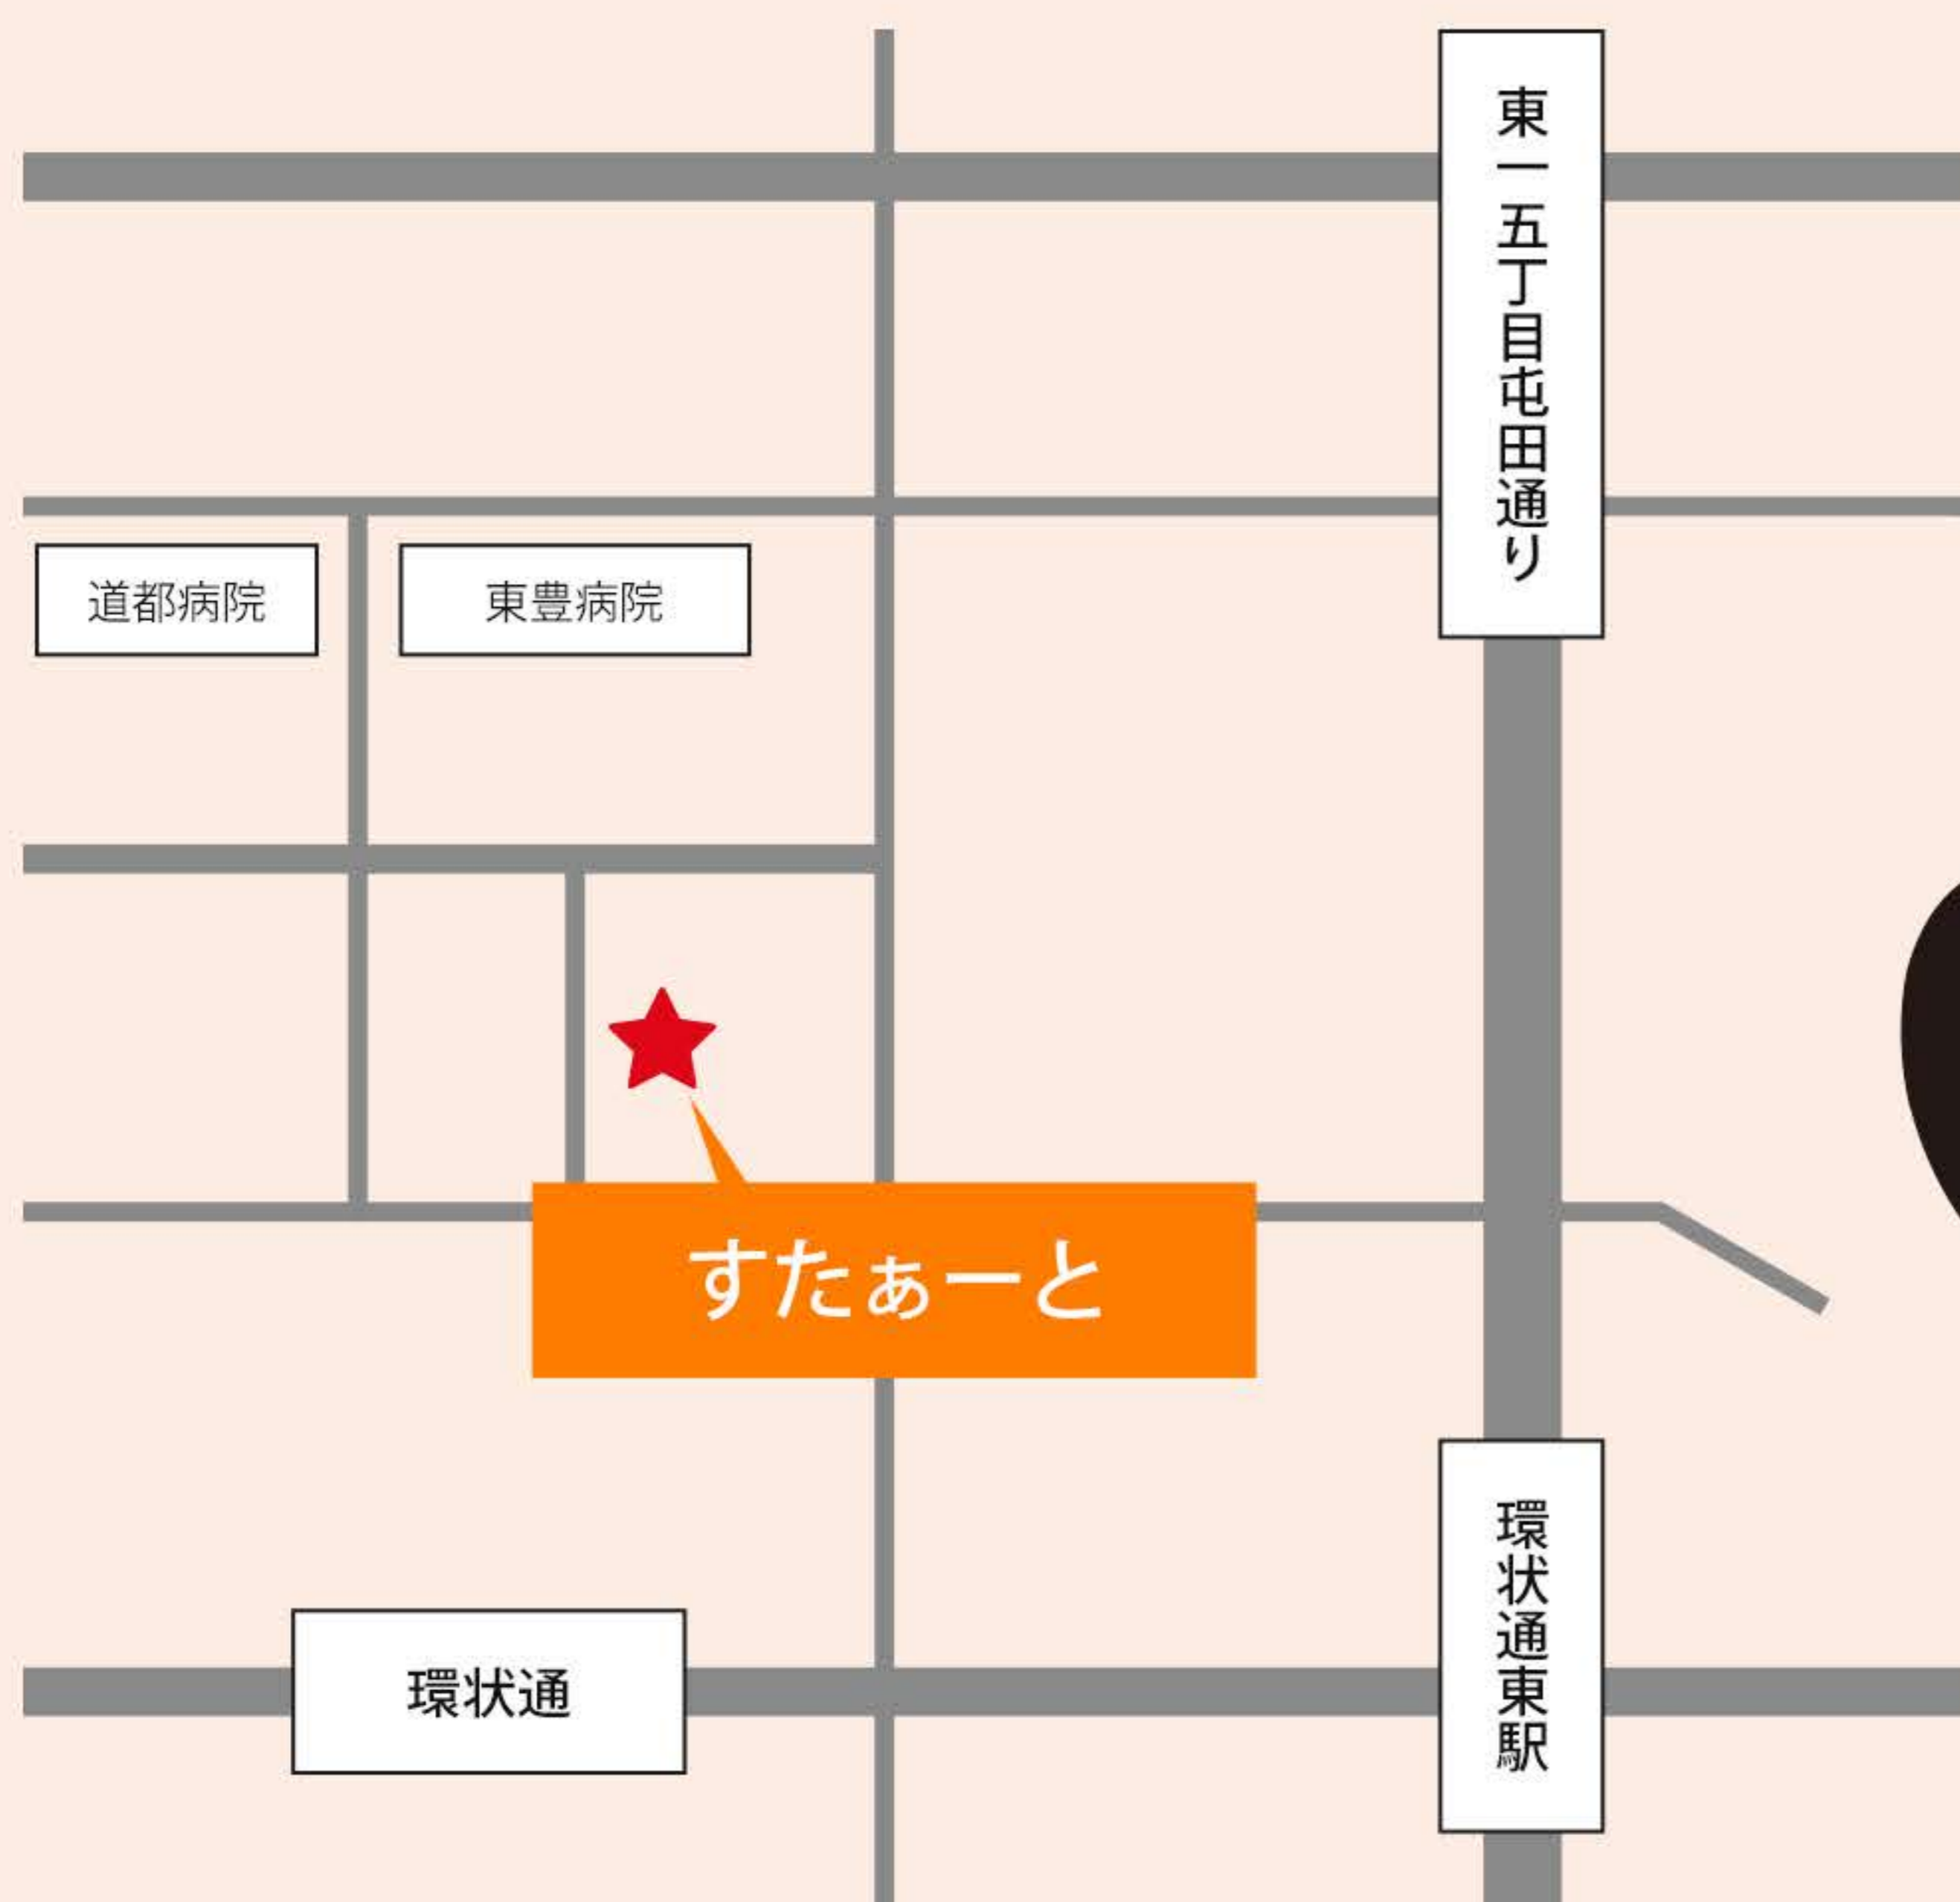 東一五丁目屯田通り
道都病院
東豊病院
すたぁーと
環状通
環状通東駅